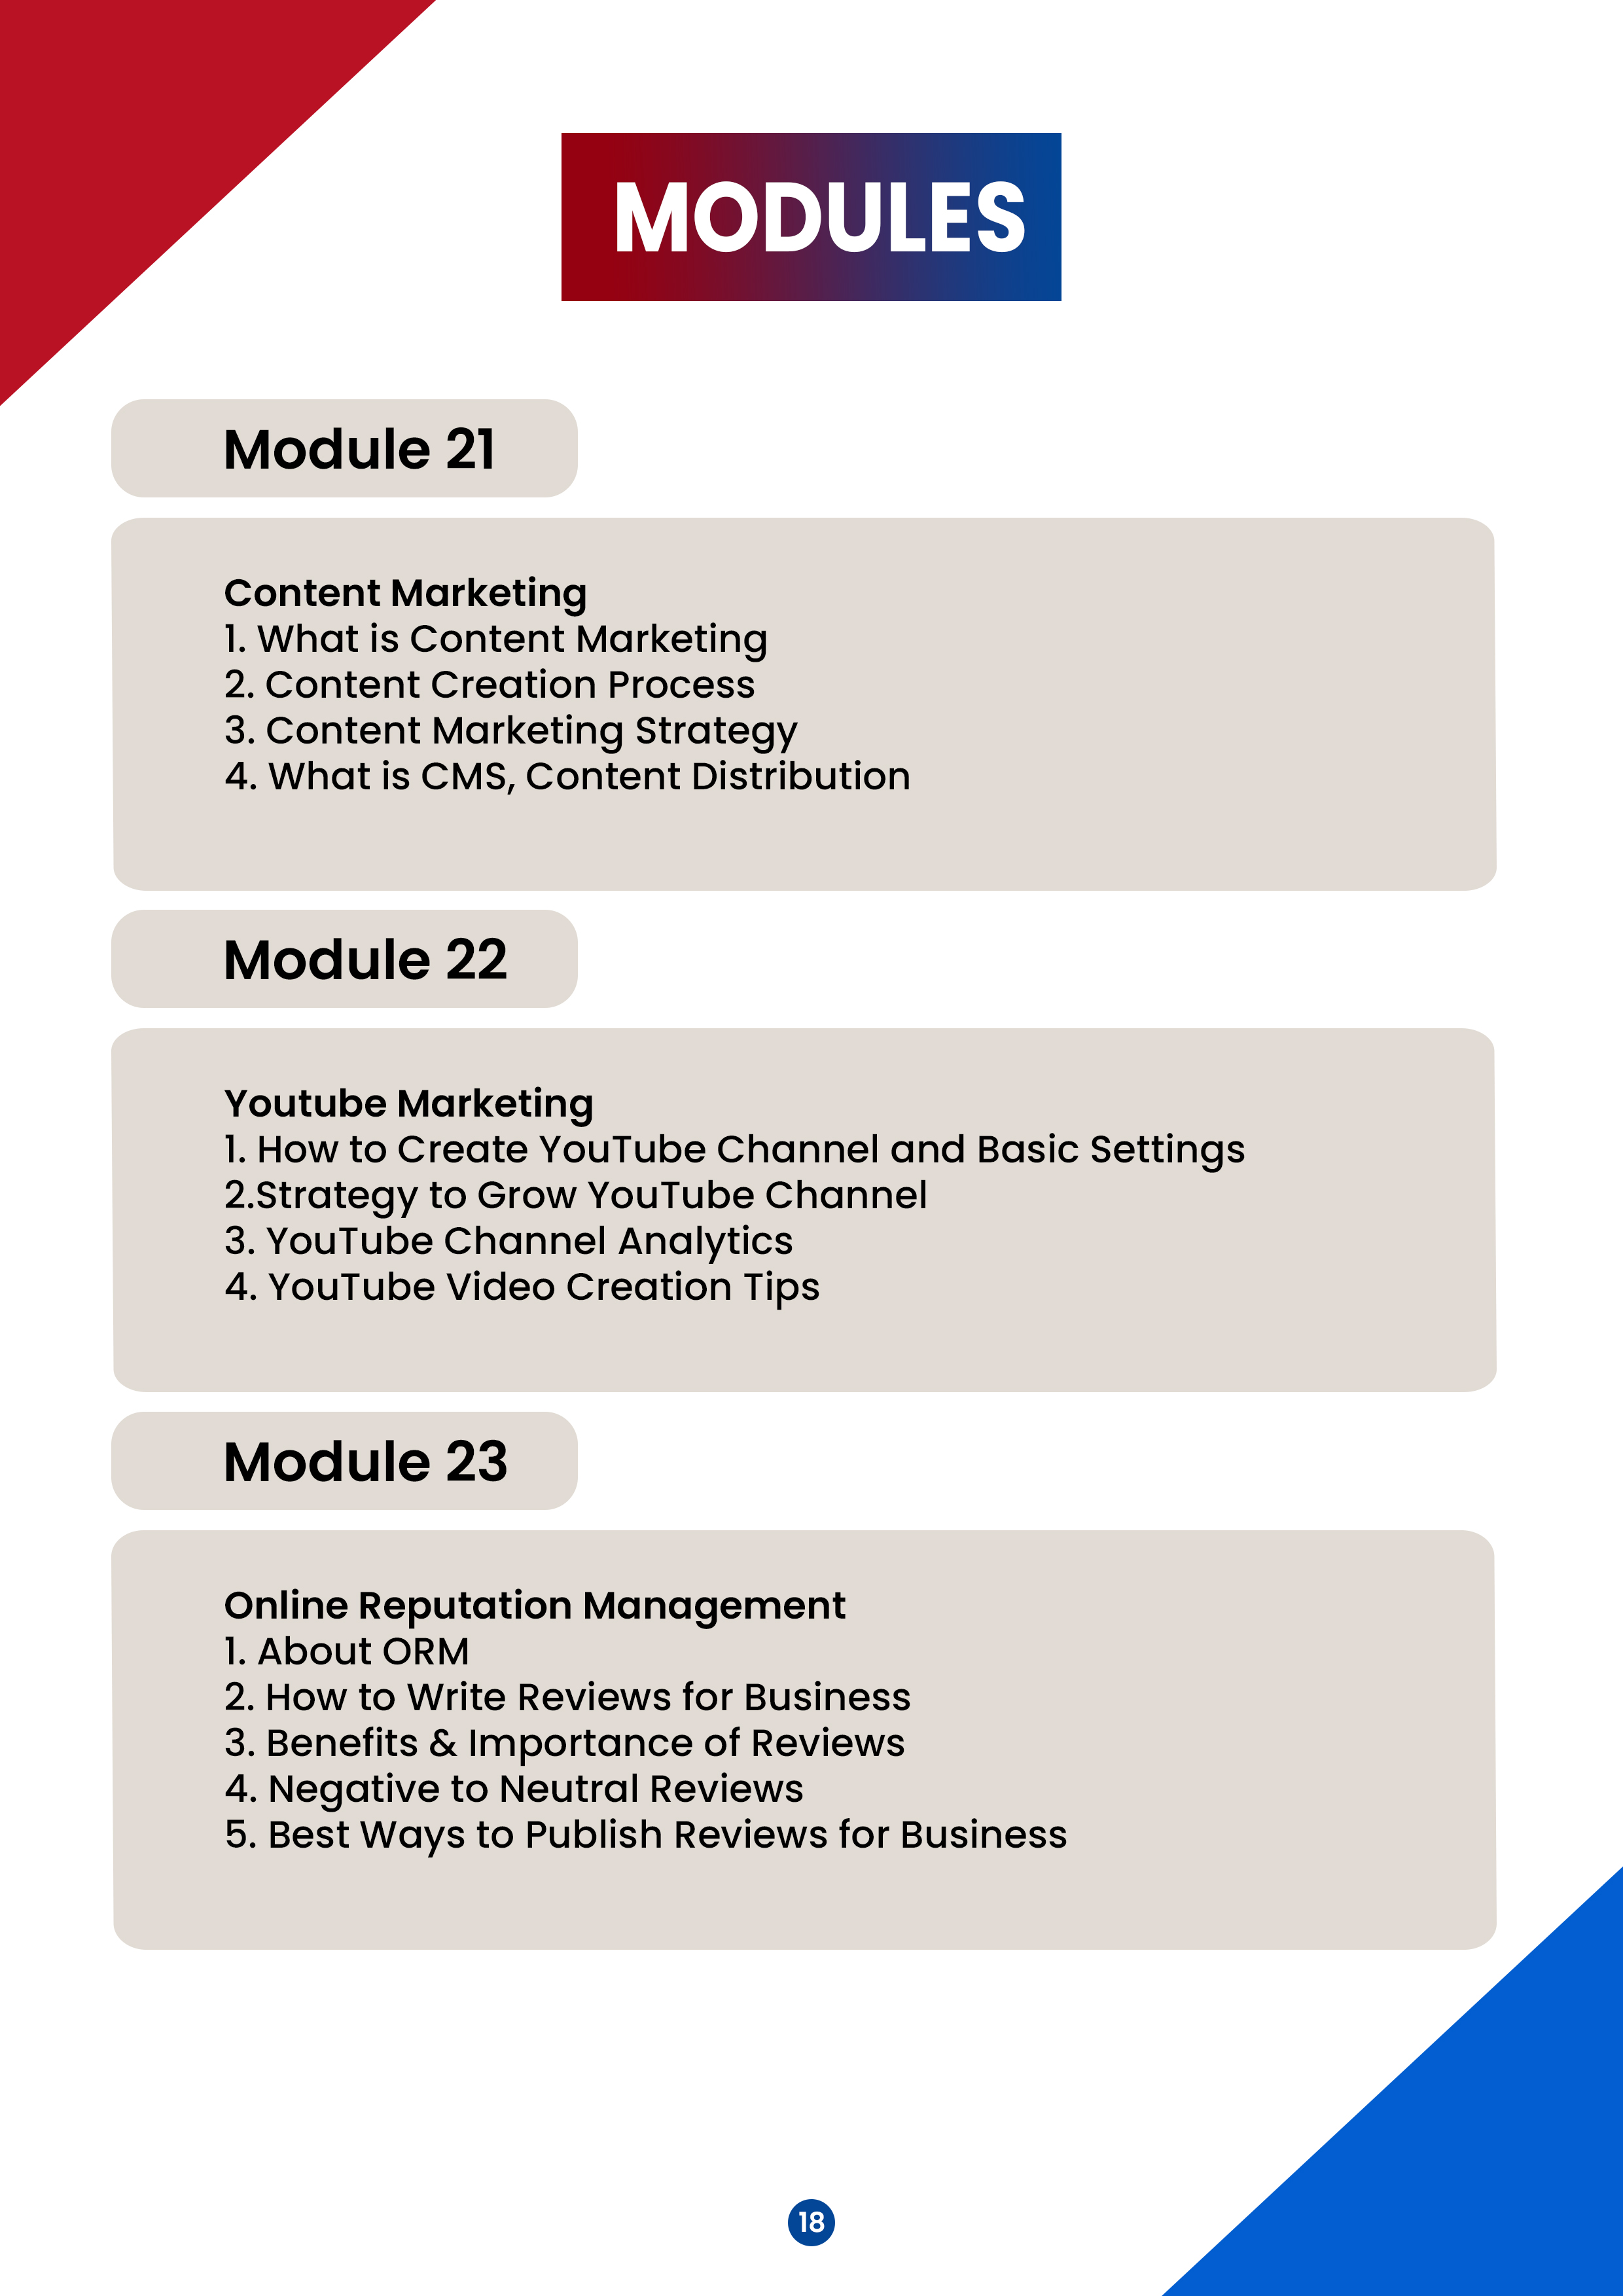 MODULES
Module 21
Content Marketing
1. What is Content Marketing
2. Content Creation Process
3. Content Marketing Strategy
4. What is CMS, Content Distribution
Module 22
Youtube Marketing
1. How to Create YouTube Channel and Basic Settings
2.Strategy to Grow YouTube Channel
3. YouTube Channel Analytics
4. YouTube Video Creation Tips
Module 23
Online Reputation Management
1. About ORM
2. How to Write Reviews for Business
3. Benefits & Importance of Reviews
4. Negative to Neutral Reviews
5. Best Ways to Publish Reviews for Business
18